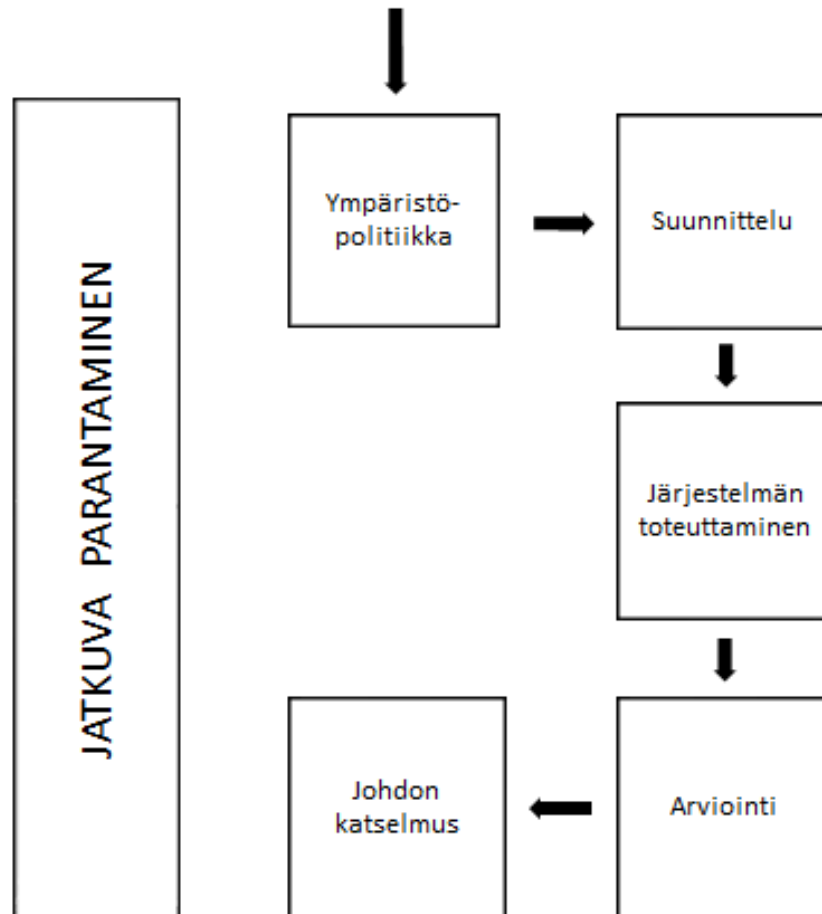 JATKUVA PARANTAMINEN
Ympäristö-
politiikka
Suunnittelu
Järjestelmän
toteuttaminen
Johdon
katselmus
Arviointi